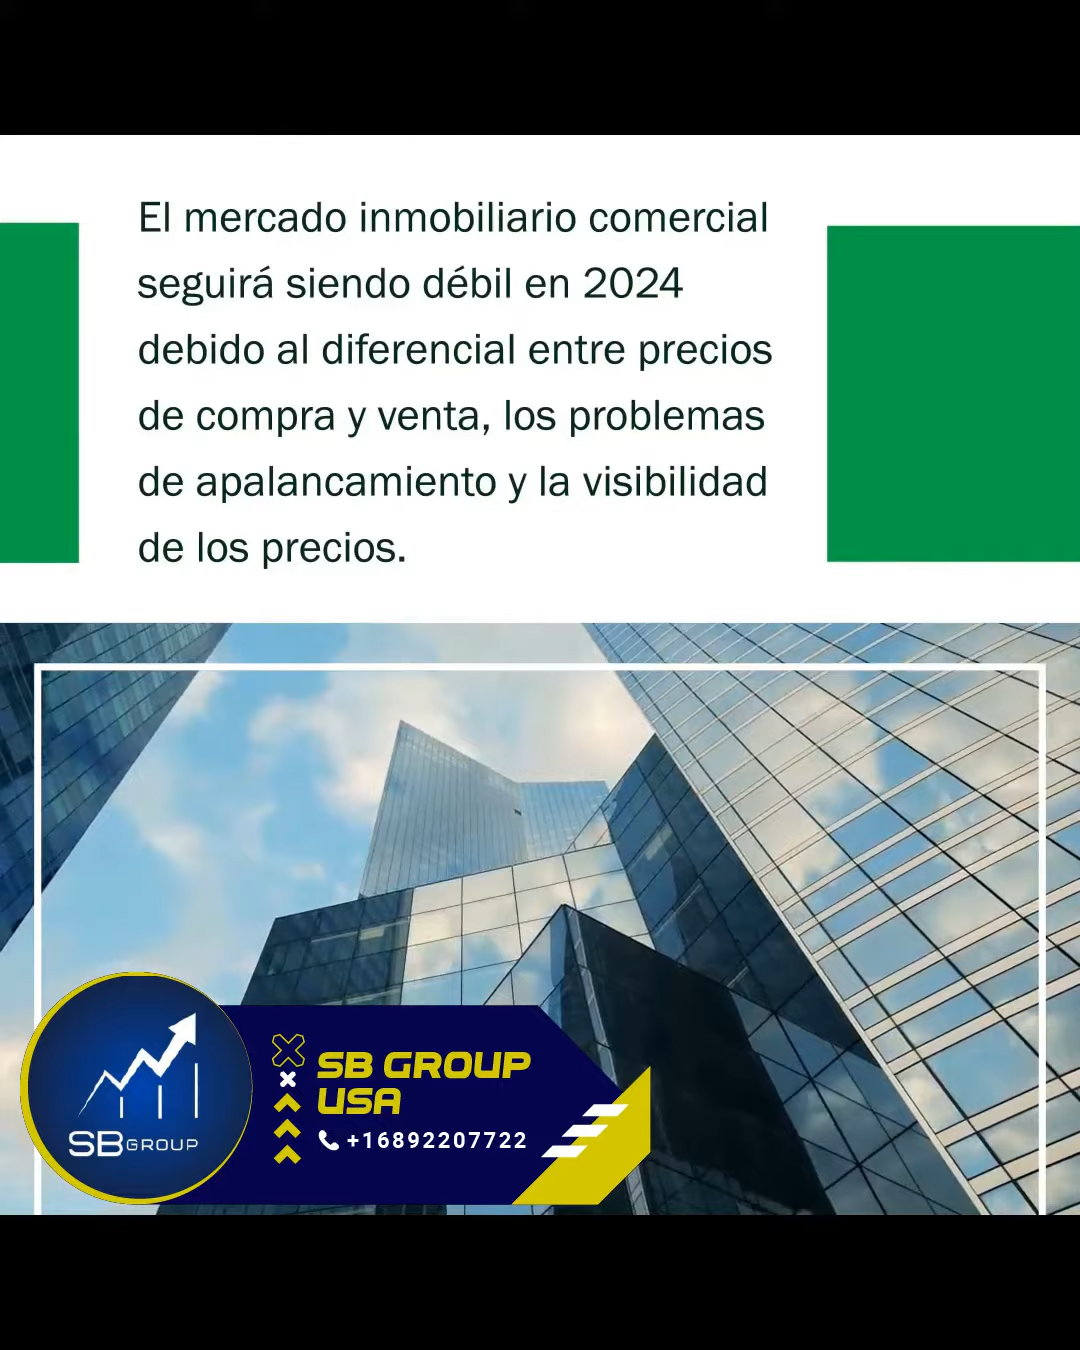 El mercado inmobiliario comercial
seguirá siendo débil en 2024
debido al diferencial entre precios
de compra y venta, los problemas
de apalancamiento y la visibilidad
de los precios.
SB GROUP
USA
+16892207722
SBGROUP